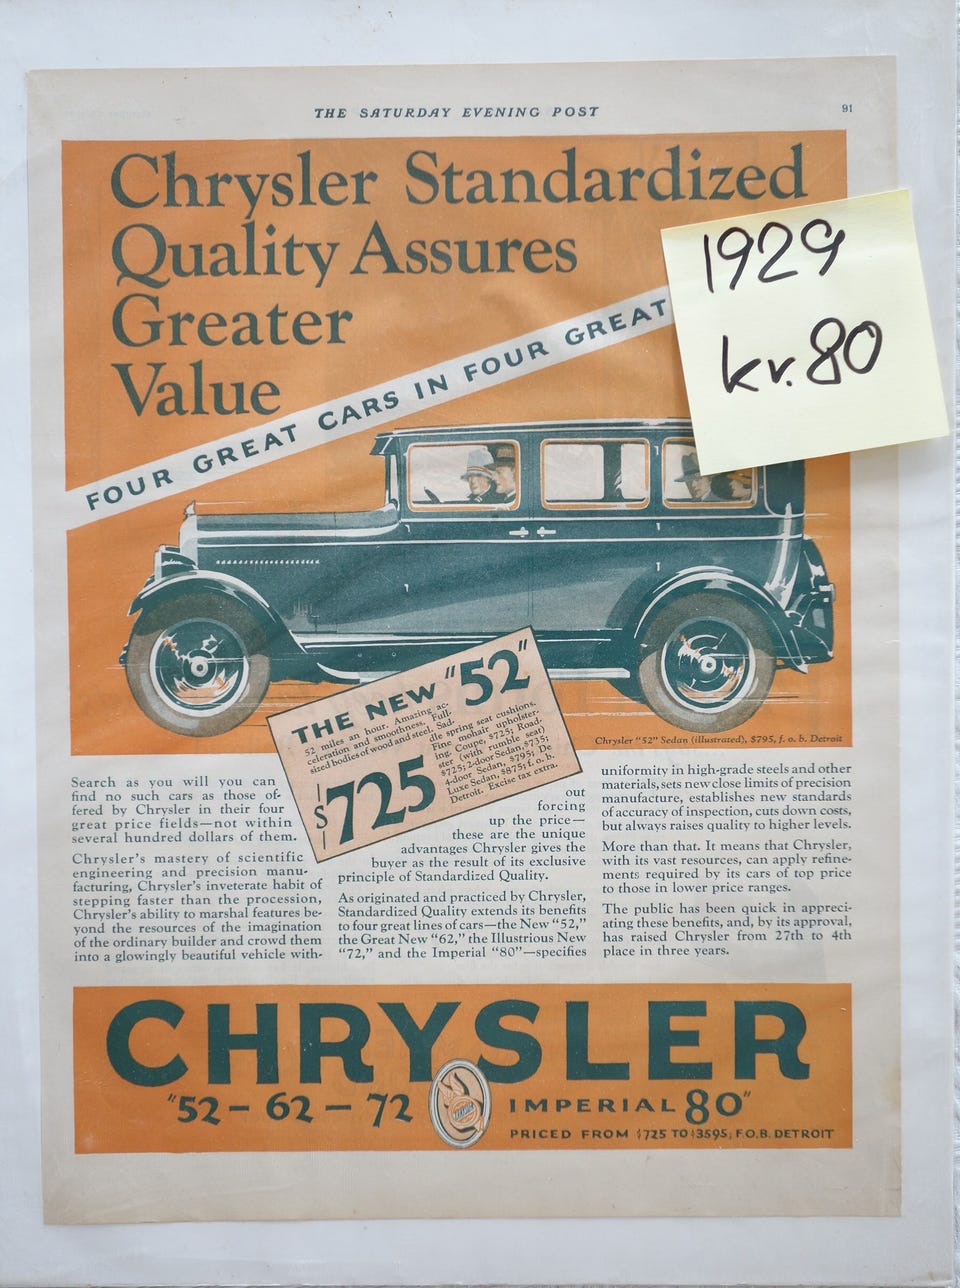 THE SATURDAY EVENING POST
91
Chrysler Standardized
Quality Assures
Greater
Value
1929
kr. 80
FOUR GREAT CARS IN FOUR GREAT
THE NEW "52"
52 miles an hour. Amazing ac-
celeration and smoothness. Full-
sized bodies of wood and steel. Sad-
dle spring seat cushions.
Fine mohair upholster-
ing. Coupe, $725; Road-
ster (with rumble seat)
$725; 2-door Sedan, $735;
4-door Sedan, $795; De
Luxe Sedan, $875; f. o. b.
Detroit. Excise tax extra.
$725
Chrysler "52" Sedan (illustrated), $795, f. o. b. Detroit
Search as you will you can
find no such cars as those of-
fered by Chrysler in their four
great price fields—not within
several hundred dollars of them.
Chrysler's mastery of scientific
engineering and precision manu-
facturing, Chrysler's inveterate habit of
stepping faster than the procession,
Chrysler's ability to marshal features be-
yond the resources of the imagination
of the ordinary builder and crowd them
into a glowingly beautiful vehicle with-
out
forcing
up the price—
these are the unique
advantages Chrysler gives the
buyer as the result of its exclusive
principle of Standardized Quality.
As originated and practiced by Chrysler,
Standardized Quality extends its benefits
to four great lines of cars—the New "52,"
the Great New "62," the Illustrious New
"72," and the Imperial "80"—specifies
uniformity in high-grade steels and other
materials, sets new close limits of precision
manufacture, establishes new standards
of accuracy of inspection, cuts down costs,
but always raises quality to higher levels.
More than that. It means that Chrysler,
with its vast resources, can apply refine-
ments required by its cars of top price
to those in lower price ranges.
The public has been quick in appreci-
ating these benefits, and, by its approval,
has raised Chrysler from 27th to 4th
place in three years.
CHRYSLER
"52 – 62 – 72
CHRYSLER
IMPERIAL 80"
PRICED FROM $725 TO $3595, F.O.B. DETROIT